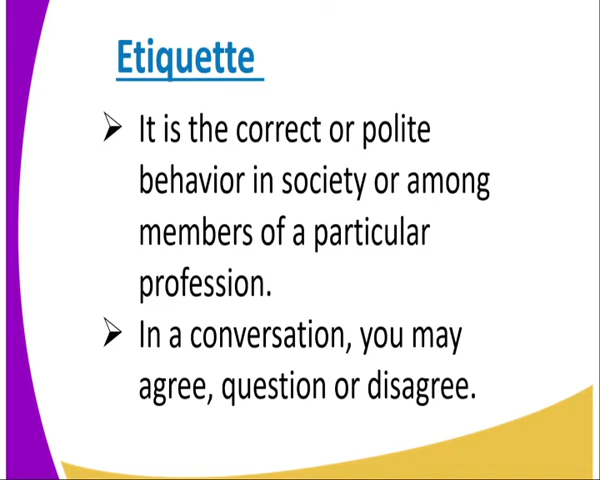 Etiquette
➢ It is the correct or polite
behavior in society or among
members of a particular
profession.
➢ In a conversation, you may
agree, question or disagree.